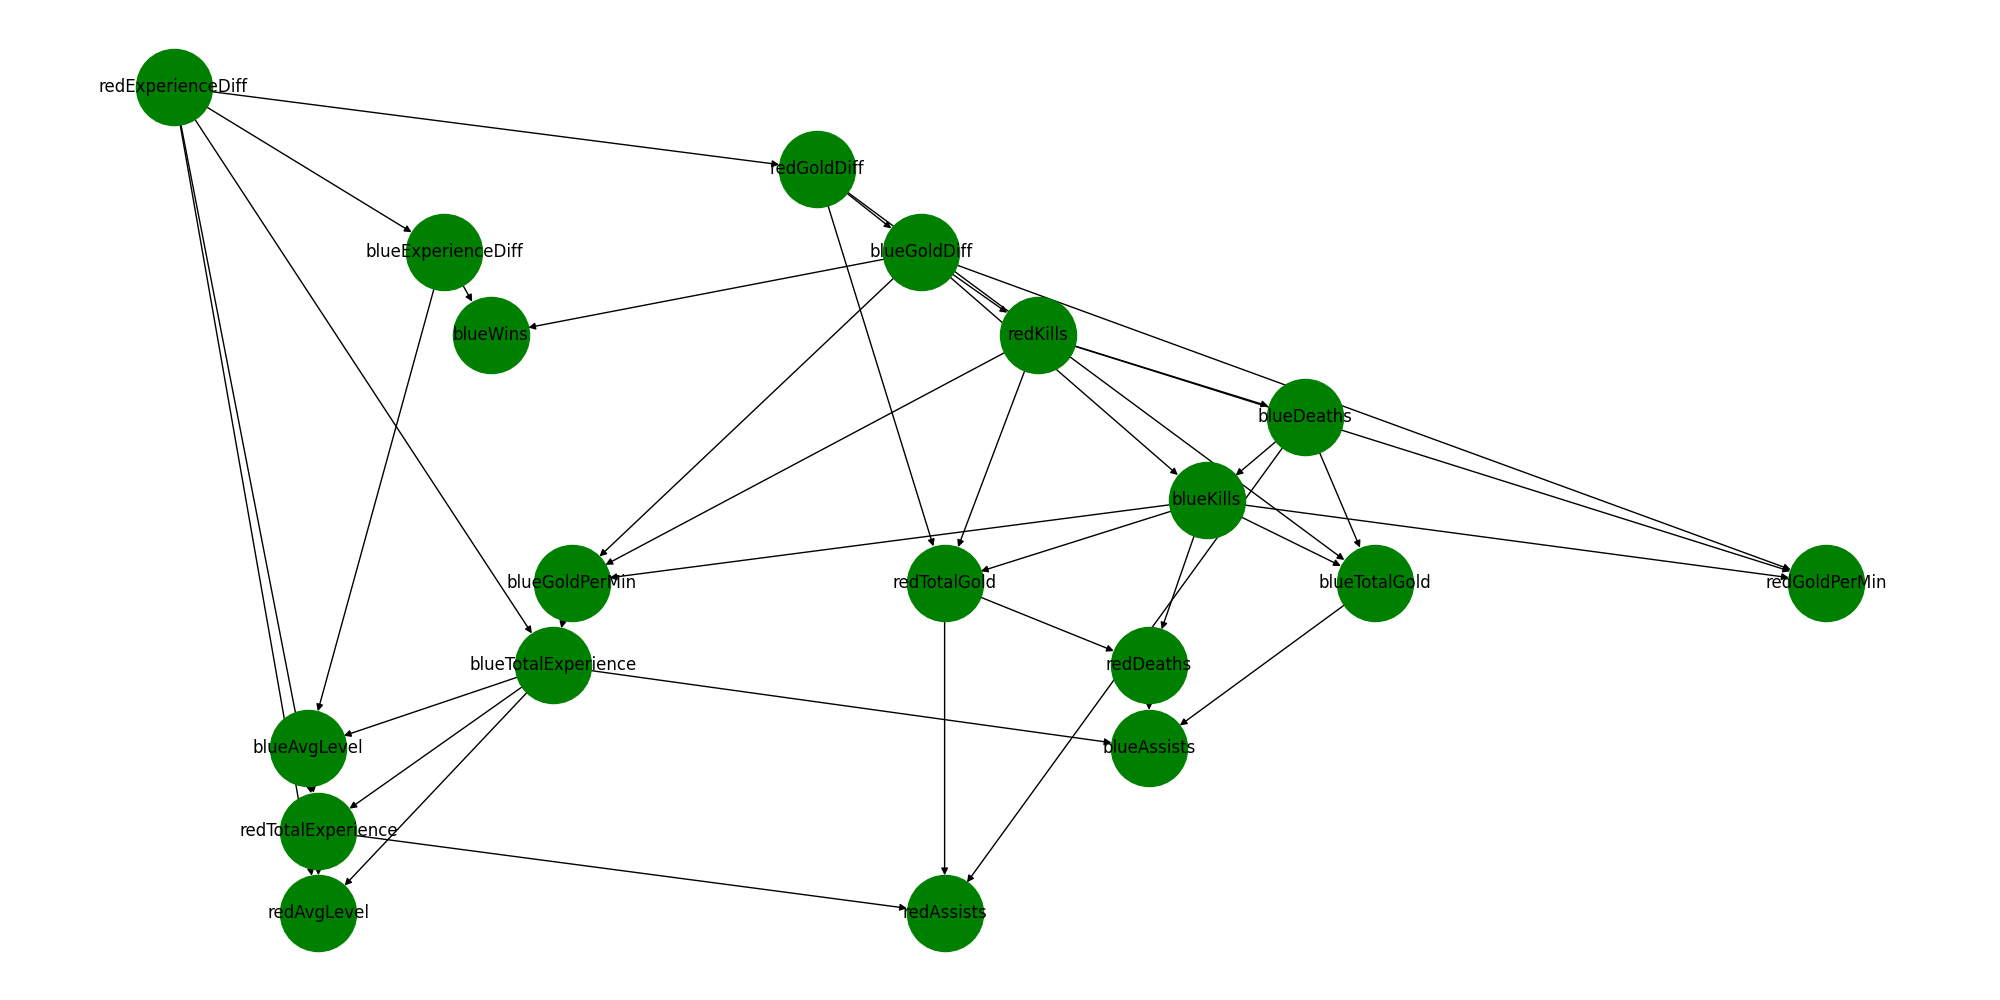 redExperienceDiff
redGoldDiff
blueExperienceDiff
blueGoldDiff
blueWins
redKills
blueDeaths
blueKills
blueGoldPerMin
redTotalGold
blueTotalGold
redGoldPerMin
blueTotalExperience
redDeaths
blueAvgLevel
blueAssists
redTotalExperience
redAvgLevel
redAssists